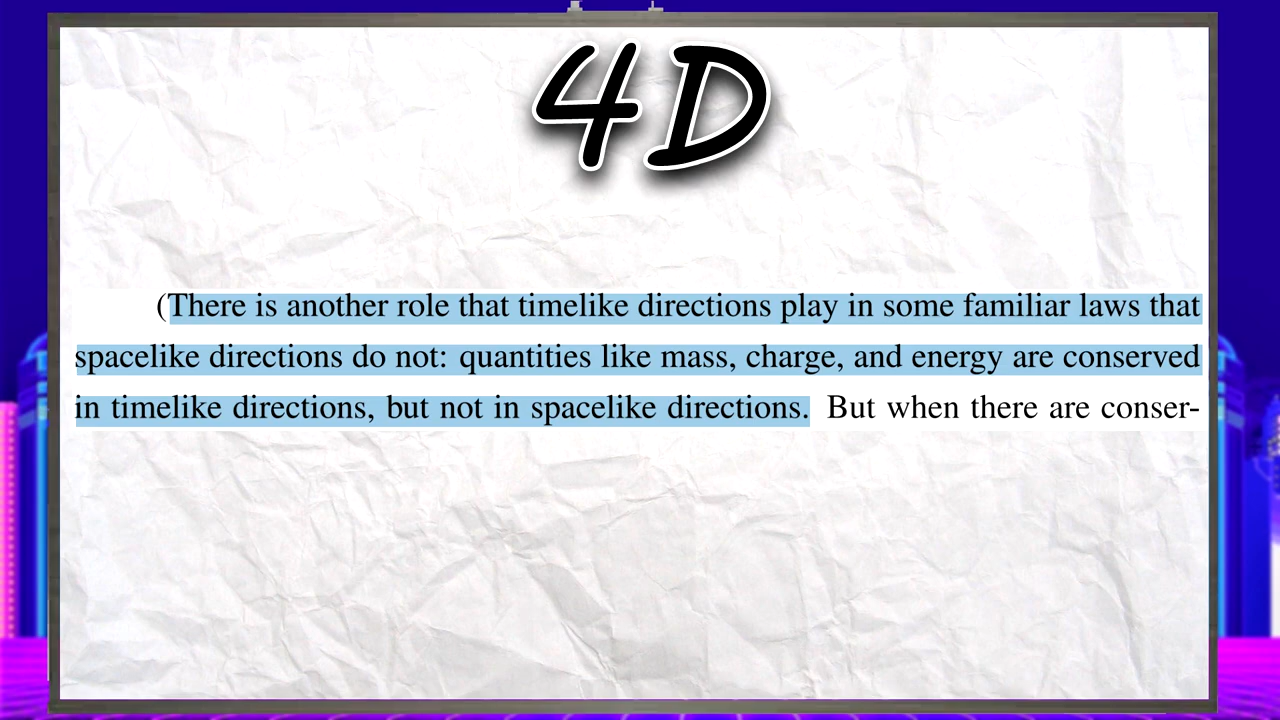 4D
(There is another role that timelike directions play in some familiar laws that
spacelike directions do not: quantities like mass, charge, and energy are conserved
in timelike directions, but not in spacelike directions. But when there are conser-